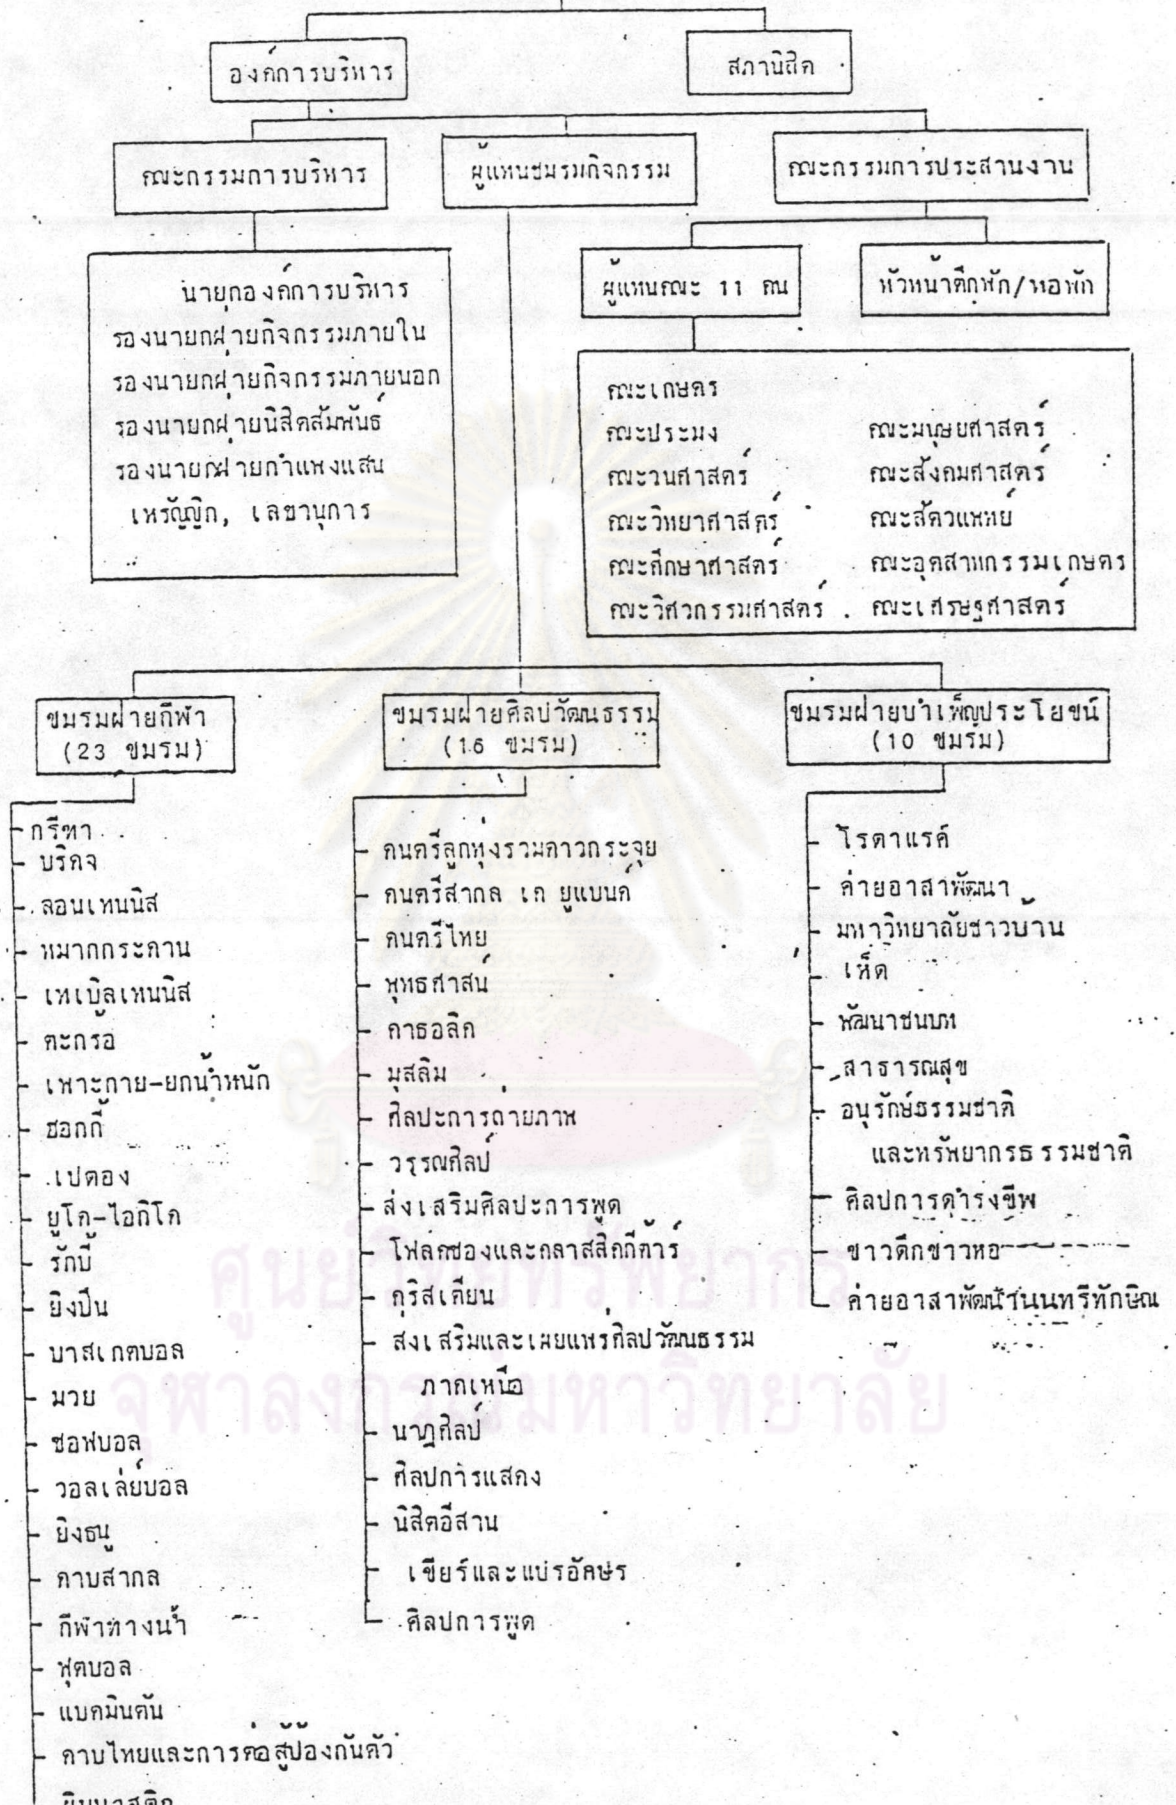 องค์การบริหาร
สภานิสิต
คณะกรรมการบริหาร
ผู้แทนชมรมกิจกรรม
คณะกรรมการประสานงาน
นายกองค์การบริหาร
รองนายกฝ่ายกิจกรรมภายใน
รองนายกฝ่ายกิจกรรมภายนอก
รองนายกฝ่ายนิสิตสัมพันธ์
รองนายกฝ่ายกำแพงแสน
เหรัญญิก, เลขานุการ
ผู้แทนคณะ 11 คน
หัวหน้าตึกพัก/หอพัก
คณะเกษตร
คณะประมง
คณะวนศาสตร์
คณะวิทยาศาสตร์
คณะศึกษาศาสตร์
คณะวิศวกรรมศาสตร์
คณะมนุษยศาสตร์
คณะสังคมศาสตร์
คณะสัตวแพทย์
คณะอุตสาหกรรมเกษตร
คณะเศรษฐศาสตร์
ชมรมฝ่ายกีฬา
(23 ชมรม)
กรีฑา
บริดจ
ลอนเทนนิส
หมากกระดาน
เทเบิลเทนนิส
ตะกร้อ
เพาะกาย-ยกน้ำหนัก
ฮอกกี้
เปตอง
ยูโด-ไอกิโด
รักบี้
ยิงปืน
บาสเกตบอล
มวย
ซอฟบอล
วอลเล่ย์บอล
ยิงธนู
ดาบสากล
กีฬาทางน้ำ
ฟุตบอล
แบดมินตัน
ดาบไทยและการต่อสู้ป้องกันตัว
ยิมนาสติก
ชมรมฝ่ายศิลปวัฒนธรรม
(16 ชมรม)
ดนตรีลูกทุ่งรวมดาวกระจุย
ดนตรีสากล เค ยูแบนด์
ดนตรีไทย
พุทธศาสน์
คาธอลิก
มุสลิม
ศิลปะการถ่ายภาพ
วรรณศิลป์
ส่งเสริมศิลปะการพูด
โฟลคซองและคลาสสิกกีต้าร์
คริสเตียน
ส่งเสริมและเผยแพร่ศิลปวัฒนธรรม
ภาคเหนือ
นาฏศิลป์
ศิลปการแสดง
นิสิตอีสาน
เชียร์และแปรอักษร
ศิลปการพูด
ชมรมฝ่ายบำเพ็ญประโยชน์
(10 ชมรม)
โรตาแรค์
ค่ายอาสาพัฒนา
มหาวิทยาลัยชาวบ้าน
เห็ด
พัฒนาชนบท
สาธารณสุข
อนุรักษ์ธรรมชาติ
และทรัพยากรธรรมชาติ
ศิลปการดำรงชีพ
ชาวตึกชาวหอ
ค่ายอาสาพัฒนานนทรีทักษิณ
ศูนย์วิทยทรัพยากร
จุฬาลงกรณ์มหาวิทยาลัย